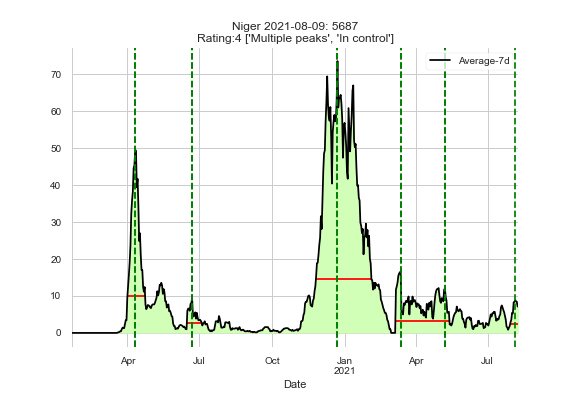 Niger 2021-08-09: 5687
Rating:4 ['Multiple peaks', 'In control']
Average-7d
70
60
50
40
30
20
10
0
Apr
Jul
Oct
Jan
2021
Apr
Jul
Date